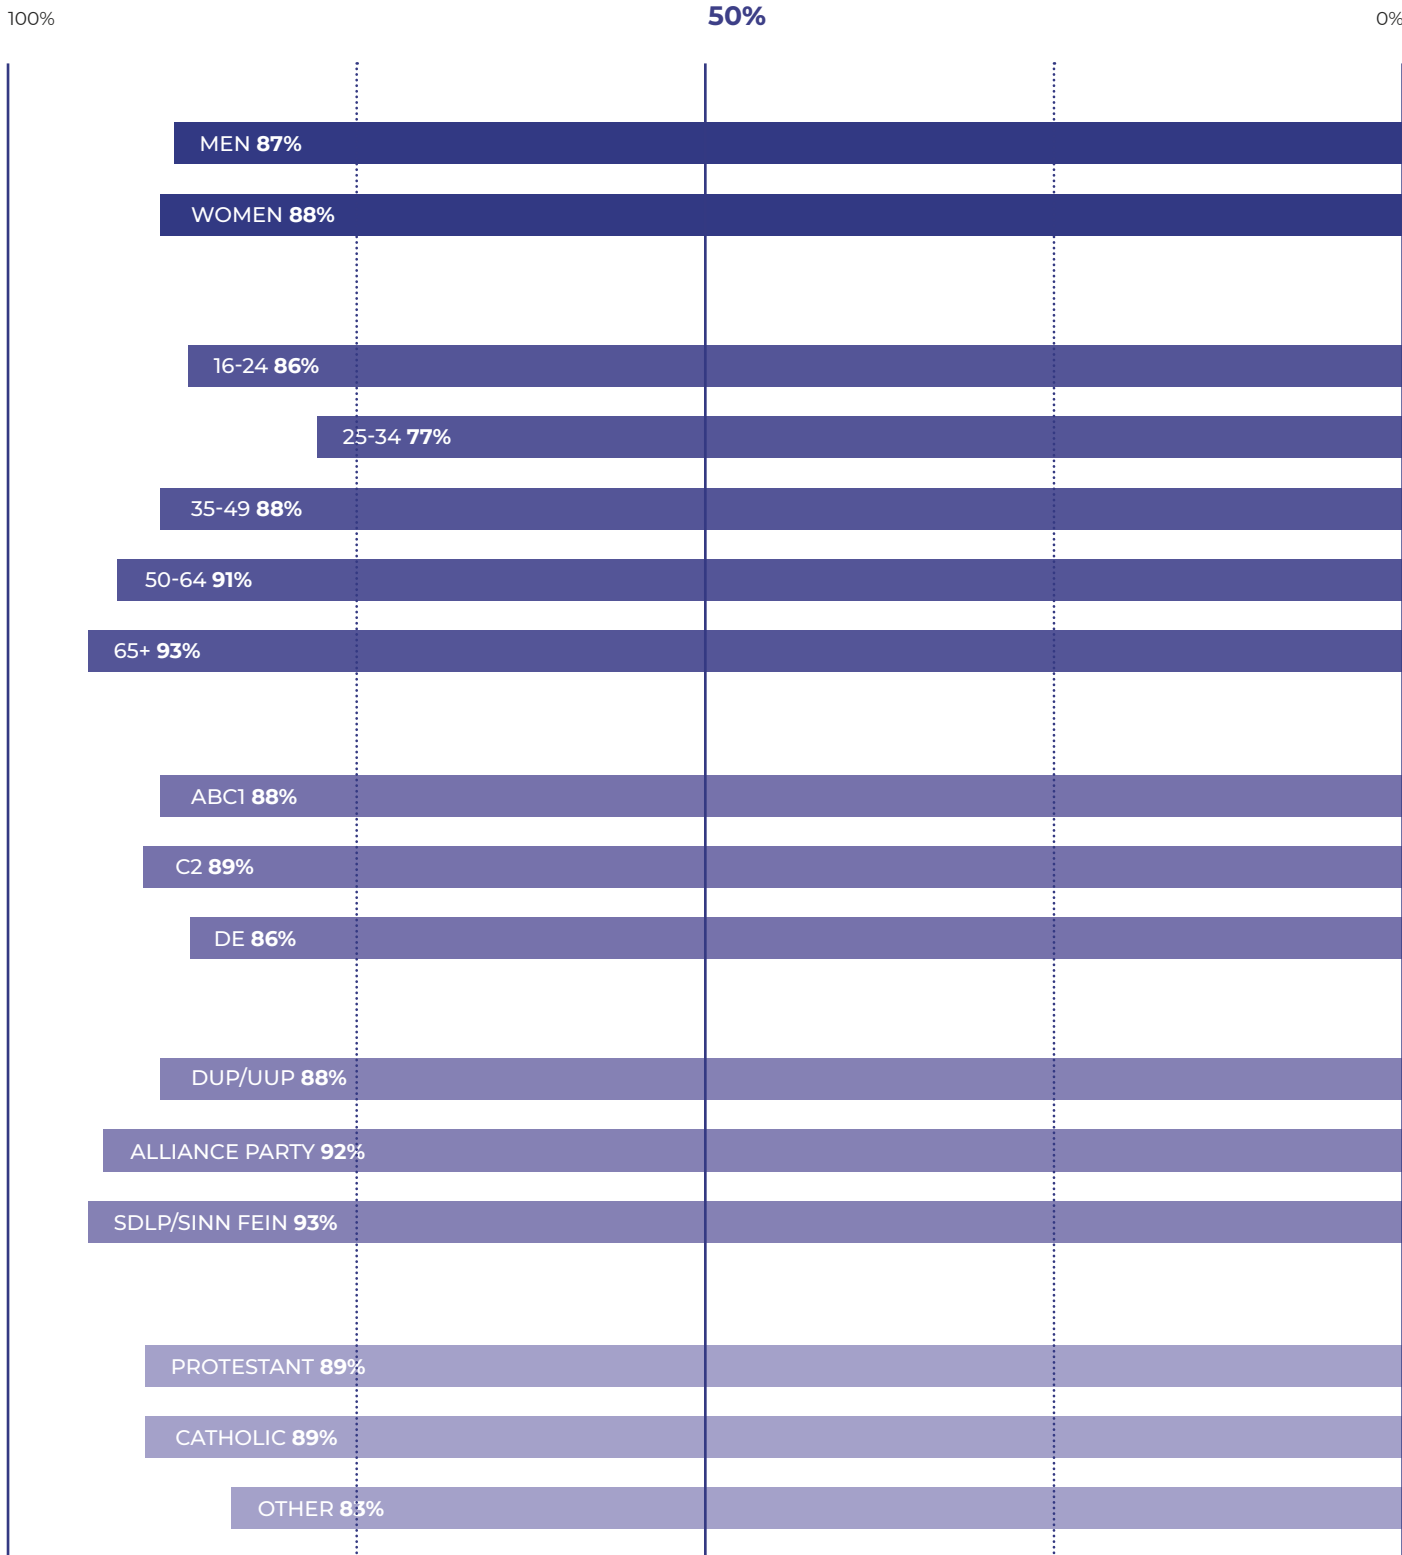 100% 50% 0%
MEN 87%
WOMEN 88%
16-24 86%
25-34 77%
35-49 88%
50-64 91%
65+ 93%
ABC1 88%
C2 89%
DE 86%
DUP/UUP 88%
ALLIANCE PARTY 92%
SDLP/SINN FEIN 93%
PROTESTANT 89%
CATHOLIC 89%
OTHER 83%